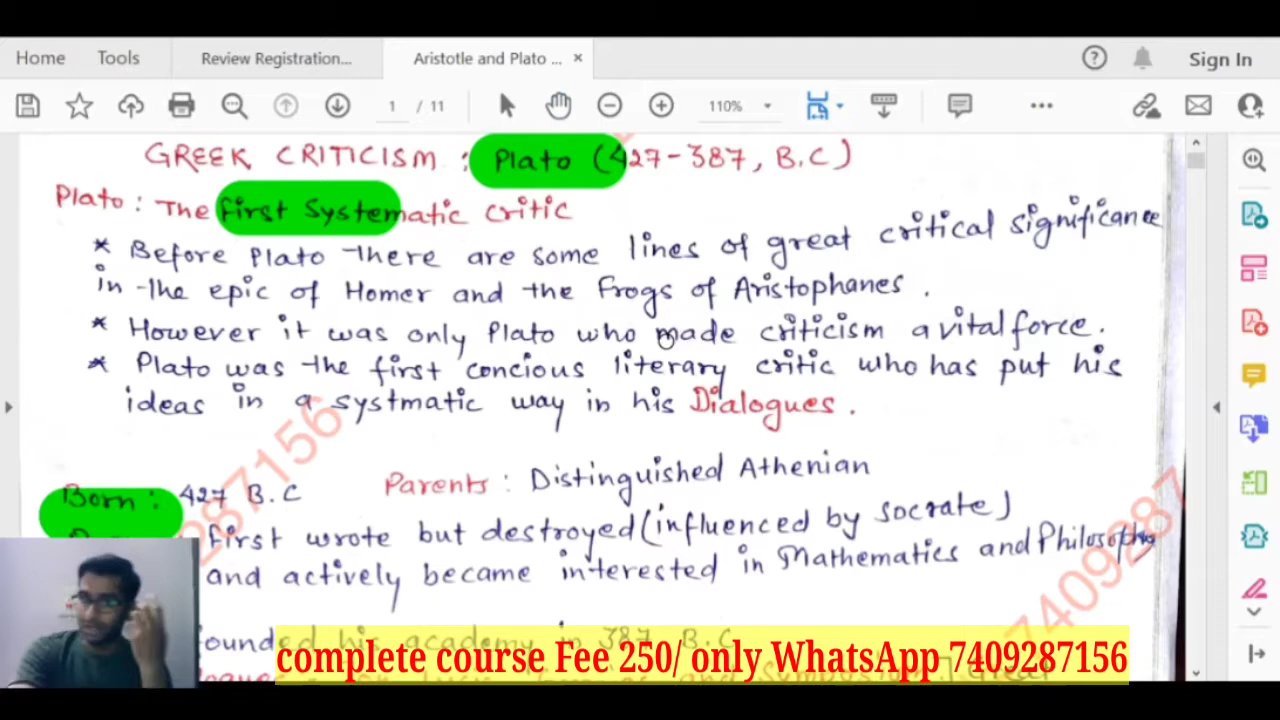 Home Tools Review Registration... Aristotle and Plato ... × Sign In
1 / 11 110%
GREEK CRITICISM : Plato (427-387, B.C)
Plato : The first Systematic critic
* Before Plato there are some lines of great critical significance
in the epic of Homer and the Frogs of Aristophanes .
* However it was only Plato who made criticism a vital force .
* Plato was the first concious literary critic who has put his
ideas in a systmatic way in his Dialogues .
Born : 427 B.C Parents : Distinguished Athenian
first wrote but destroyed (influenced by socrate)
and actively became interested in Mathematics and Philosophy
ounded his academy in 387 B.C
complete course Fee 250/ only WhatsApp 7409287156